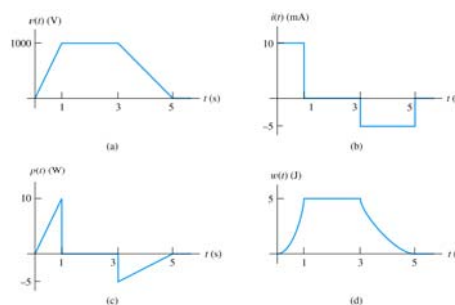 v(t) (V)
1000
1
3
5
t (s)
(a)
i(t) (mA)
10
1
3
5
t (s)
−5
(b)
p(t) (W)
10
1
3
5
t (s)
−5
(c)
w(t) (J)
5
1
3
5
t (
(d)